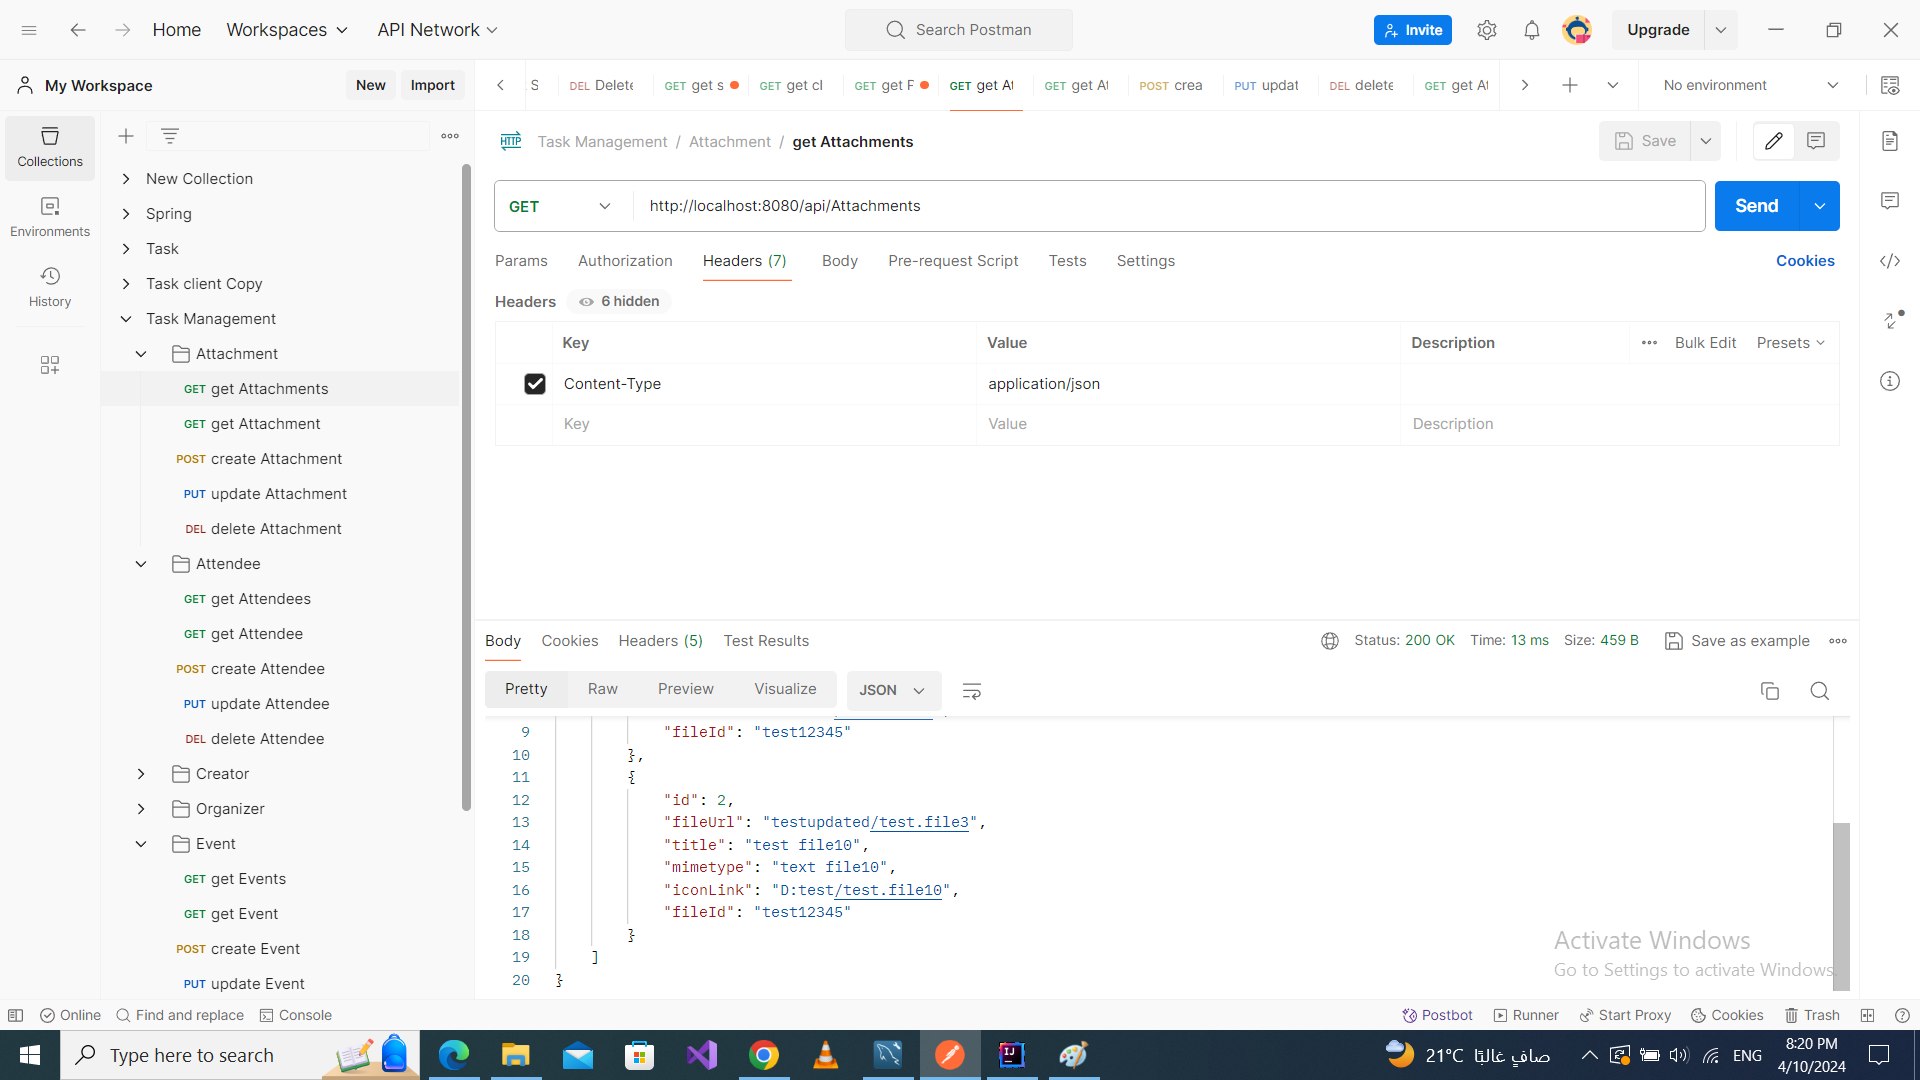 Home
Workspaces
API Network
Search Postman
Invite
Upgrade
My Workspace
New
Import
S
DEL Delete
GET get s
GET get cl
GET get F
GET get At
GET get At
POST crea
PUT updat
DEL delete
GET get At
No environment
Collections
Environments
History
New Collection
Spring
Task
Task client Copy
Task Management
Attachment
GET get Attachments
GET get Attachment
POST create Attachment
PUT update Attachment
DEL delete Attachment
Attendee
GET get Attendees
GET get Attendee
POST create Attendee
PUT update Attendee
DEL delete Attendee
Creator
Organizer
Event
GET get Events
GET get Event
POST create Event
PUT update Event
HTTP Task Management / Attachment / get Attachments
Save
GET
http://localhost:8080/api/Attachments
Send
Params
Authorization
Headers (7)
Body
Pre-request Script
Tests
Settings
Cookies
Headers
6 hidden
Key
Value
Description
Bulk Edit
Presets
Content-Type
application/json
Key
Value
Description
Body
Cookies
Headers (5)
Test Results
Status: 200 OK
Time: 13 ms
Size: 459 B
Save as example
Pretty
Raw
Preview
Visualize
JSON
9 "fileId": "test12345"
10 },
11 {
12 "id": 2,
13 "fileUrl": "testupdated/test.file3",
14 "title": "test file10",
15 "mimetype": "text file10",
16 "iconLink": "D:test/test.file10",
17 "fileId": "test12345"
18 }
19 ]
20 }
Activate Windows
Go to Settings to activate Windows.
Online
Find and replace
Console
Postbot
Runner
Start Proxy
Cookies
Trash
Type here to search
21°C صافٍ غالبًا
ENG
8:20 PM
4/10/2024